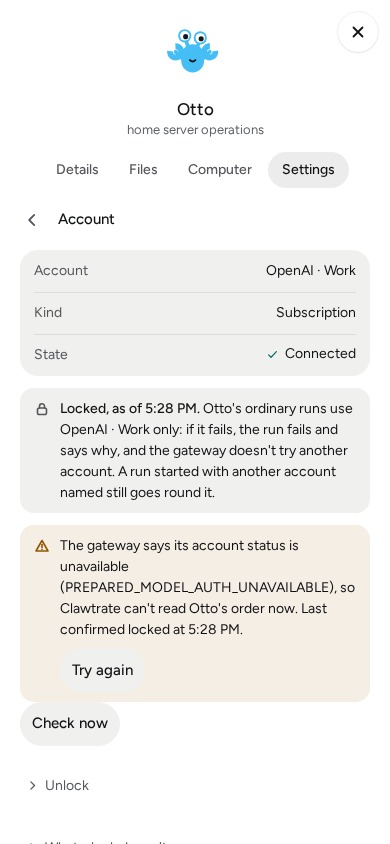 Otto
home server operations
Details Files Computer Settings
Account
Account OpenAI · Work
Kind Subscription
State Connected
Locked, as of 5:28 PM. Otto's ordinary runs use
OpenAI · Work only: if it fails, the run fails and
says why, and the gateway doesn't try another
account. A run started with another account
named still goes round it.
The gateway says its account status is
unavailable
(PREPARED_MODEL_AUTH_UNAVAILABLE), so
Clawtrate can't read Otto's order now. Last
confirmed locked at 5:28 PM.
Try again
Check now
Unlock